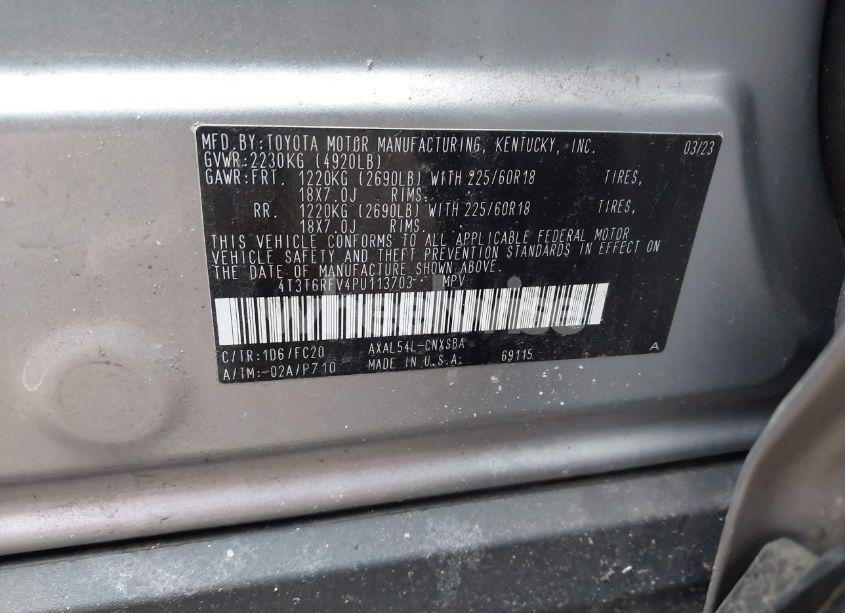 MFD.BY:TOYOTA MOTOR MANUFACTURING, KENTUCKY, INC. 03/23
GVWR:2230KG (4920LB)
GAWR:FRT. 1220KG (2690LB) WITH 225/60R18 TIRES,
18X7.0J RIMS.
RR. 1220KG (2690LB) WITH 225/60R18 TIRES,
18X7.0J RIMS.
THIS VEHICLE CONFORMS TO ALL APPLICABLE FEDERAL MOTOR
VEHICLE SAFETY AND THEFT PREVENTION STANDARDS IN EFFECT ON
THE DATE OF MANUFACTURE SHOWN ABOVE.
4T3T6RFV4PU113703 MPV
C/TR:1D6/FC20 AXAL54L-CNXSBA
A/TM:-02A/P710 MADE IN U.S.A. 69115 A